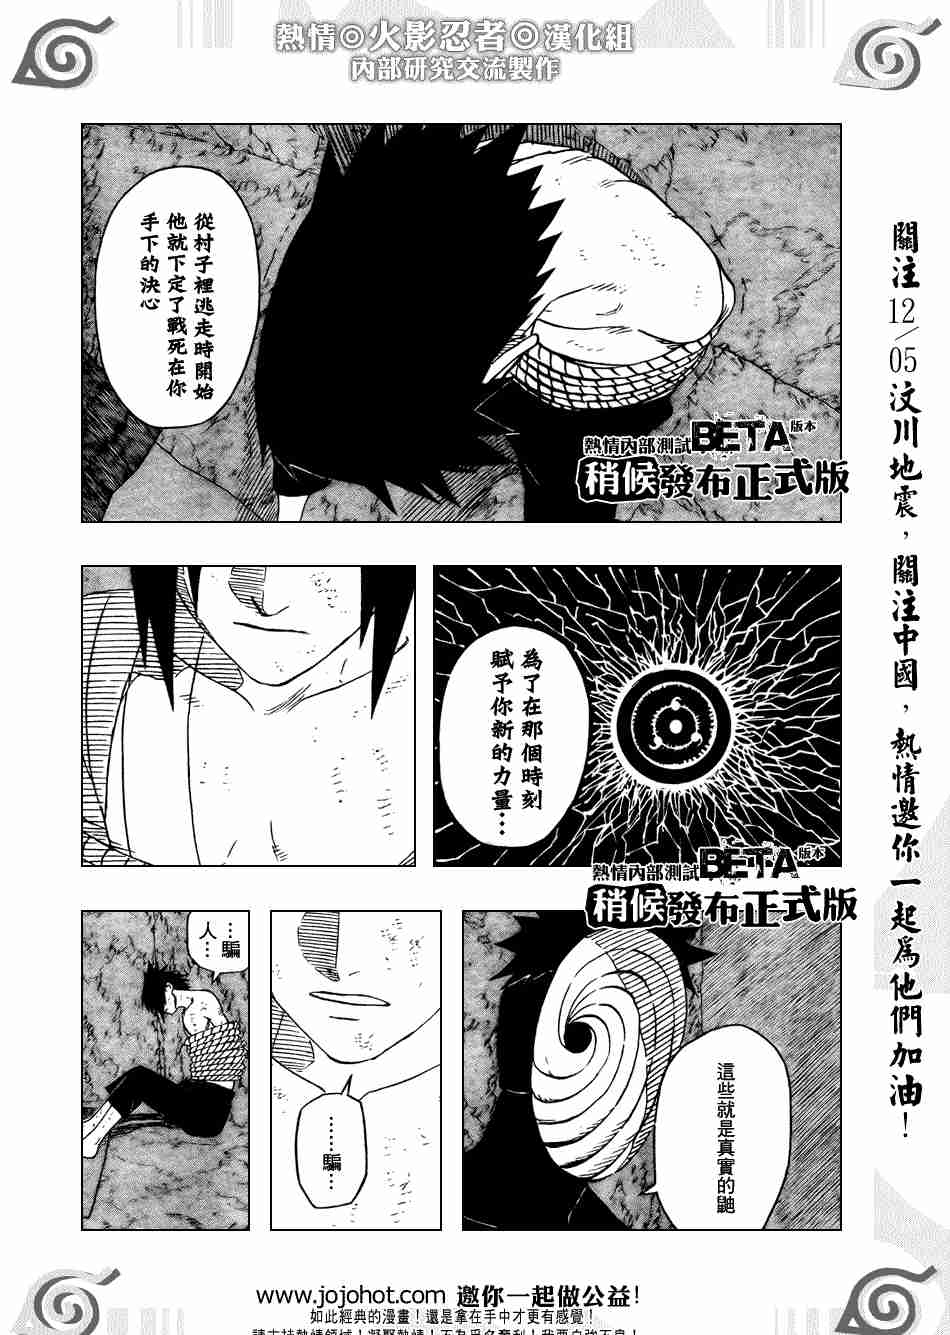 熱情◎火影忍者◎漢化組
內部研究交流製作
從村子裡逃走時開始
他就下定了戰死在你
手下的決心
熱情內部測試BETA版本
稍候發布正式版
為了在那個時刻
賦予你新的力量…
熱情內部測試BETA版本
稍候發布正式版
這些就是真實的鼬
……騙……
…騙
人…
關注12/05汶川地震，關注中國，熱情邀你一起為他們加油！
www.jojohot.com 邀你一起做公益！
如此經典的漫畫！還是拿在手中才更有感覺！